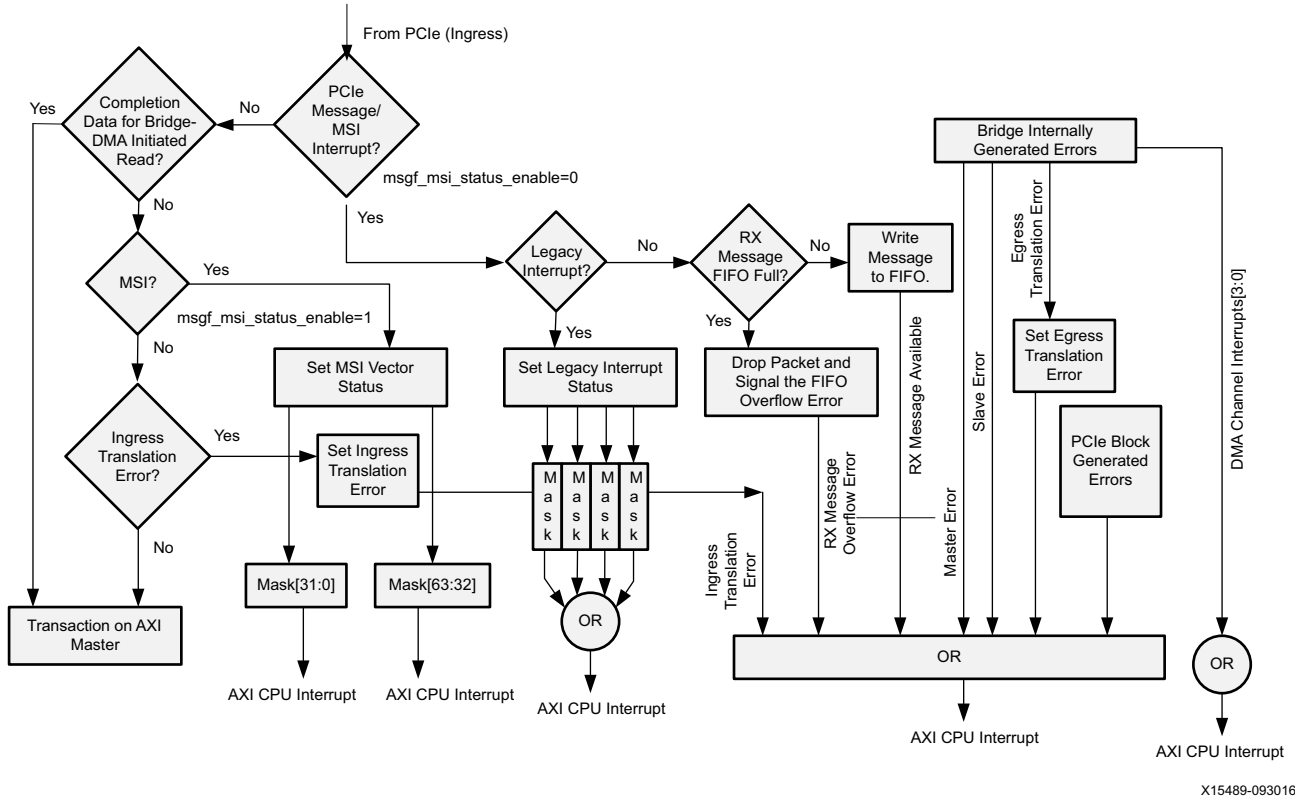 From PCIe (Ingress)
PCIe
Message/
MSI
Interrupt?
No
Completion
Data for Bridge-
DMA Initiated
Read?
Yes
msgf_msi_status_enable=0
Yes
No
MSI?
Yes
msgf_msi_status_enable=1
No
Legacy
Interrupt?
No
Yes
RX
Message
FIFO Full?
No
Yes
Write
Message
to FIFO.
Bridge Internally
Generated Errors
Egress
Translation Error
Set Egress
Translation
Error
PCIe Block
Generated
Errors
DMA Channel Interrupts[3:0]
Set MSI Vector
Status
Set Legacy Interrupt
Status
Drop Packet and
Signal the FIFO
Overflow Error
RX Message Available
Slave Error
Master Error
RX Message
Overflow Error
Ingress
Translation
Error
Ingress
Translation
Error?
Yes
No
Set Ingress
Translation
Error
Mask
Mask
Mask
Mask
Mask[31:0]
Mask[63:32]
Transaction on AXI
Master
OR
OR
OR
AXI CPU Interrupt
AXI CPU Interrupt
AXI CPU Interrupt
AXI CPU Interrupt
AXI CPU Interrupt
X15489-093016